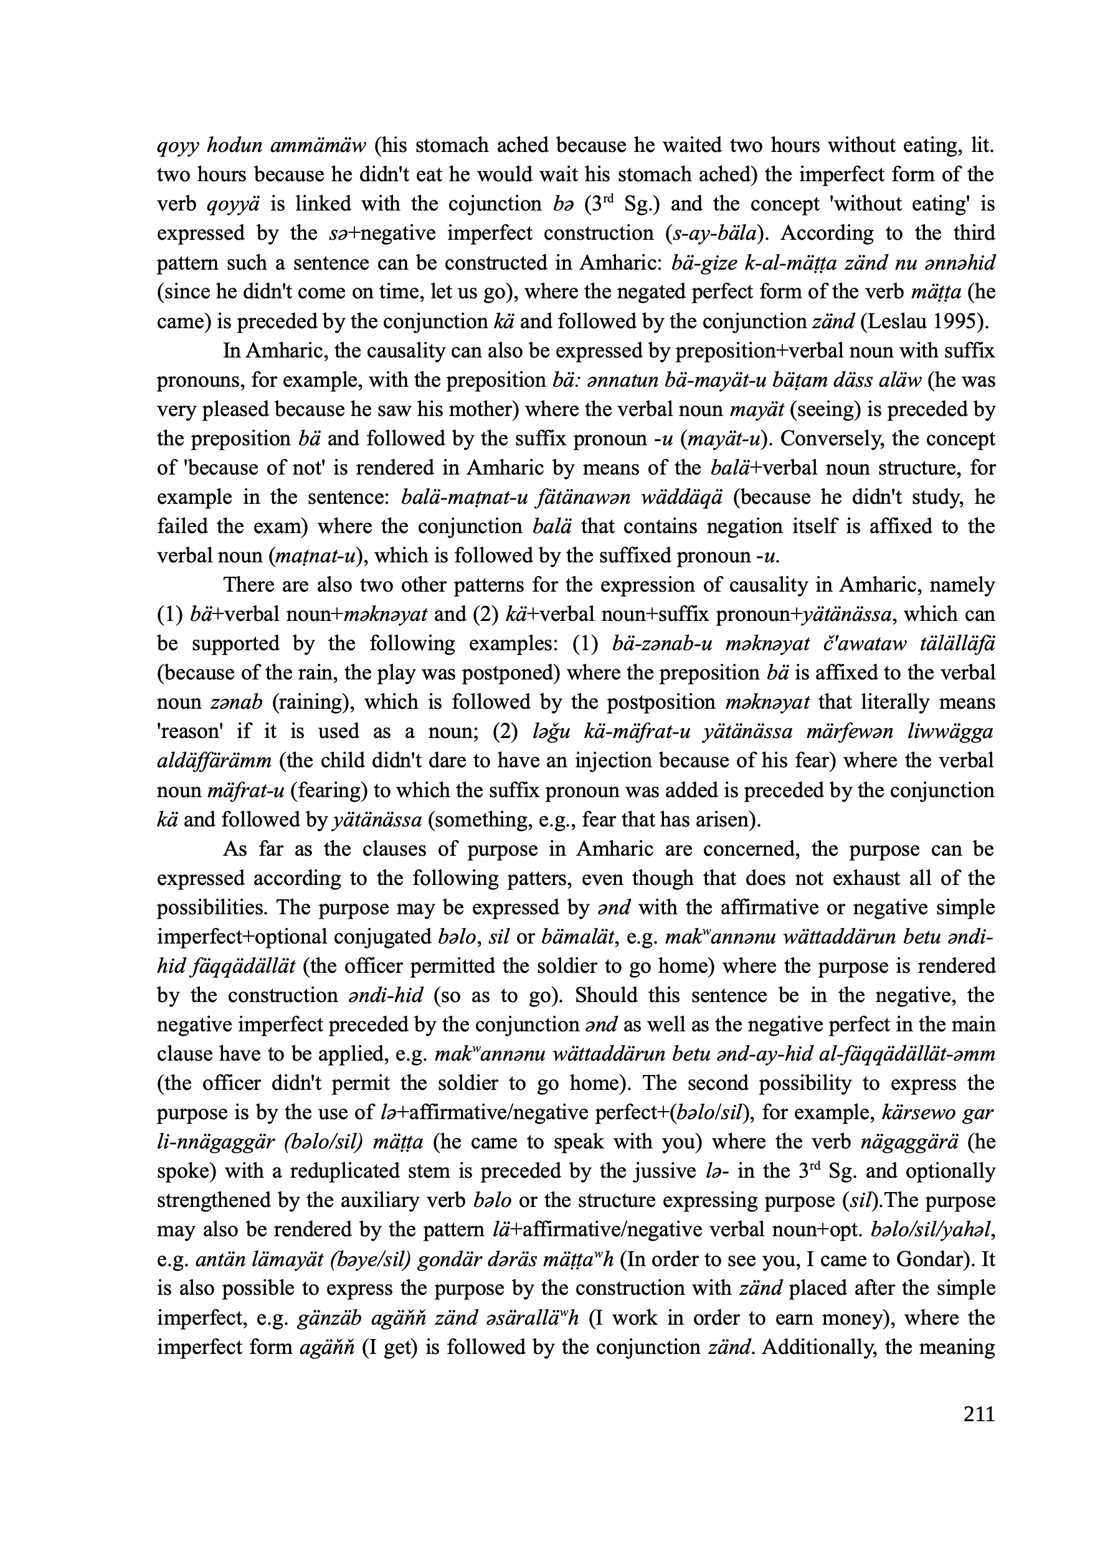 qoyy hodun ammämäw (his stomach ached because he waited two hours without eating, lit.
two hours because he didn't eat he would wait his stomach ached) the imperfect form of the
verb qoyyä is linked with the cojunction bə (3rd Sg.) and the concept 'without eating' is
expressed by the sə+negative imperfect construction (s-ay-bäla). According to the third
pattern such a sentence can be constructed in Amharic: bä-gize k-al-mäṭṭa zänd nu ənnəhid
(since he didn't come on time, let us go), where the negated perfect form of the verb mäṭṭa (he
came) is preceded by the conjunction kä and followed by the conjunction zänd (Leslau 1995).
In Amharic, the causality can also be expressed by preposition+verbal noun with suffix
pronouns, for example, with the preposition bä: ənnatun bä-mayät-u bäṭam däss aläw (he was
very pleased because he saw his mother) where the verbal noun mayät (seeing) is preceded by
the preposition bä and followed by the suffix pronoun -u (mayät-u). Conversely, the concept
of 'because of not' is rendered in Amharic by means of the balä+verbal noun structure, for
example in the sentence: balä-maṭnat-u fätänawən wäddäqä (because he didn't study, he
failed the exam) where the conjunction balä that contains negation itself is affixed to the
verbal noun (maṭnat-u), which is followed by the suffixed pronoun -u.
There are also two other patterns for the expression of causality in Amharic, namely
(1) bä+verbal noun+məknəyat and (2) kä+verbal noun+suffix pronoun+yätänässa, which can
be supported by the following examples: (1) bä-zənab-u məknəyat č'awataw tälälläfä
(because of the rain, the play was postponed) where the preposition bä is affixed to the verbal
noun zənab (raining), which is followed by the postposition məknəyat that literally means
'reason' if it is used as a noun; (2) ləǧu kä-mäfrat-u yätänässa märfewən liwwägga
aldäffärämm (the child didn't dare to have an injection because of his fear) where the verbal
noun mäfrat-u (fearing) to which the suffix pronoun was added is preceded by the conjunction
kä and followed by yätänässa (something, e.g., fear that has arisen).
As far as the clauses of purpose in Amharic are concerned, the purpose can be
expressed according to the following patters, even though that does not exhaust all of the
possibilities. The purpose may be expressed by ənd with the affirmative or negative simple
imperfect+optional conjugated bəlo, sil or bämalät, e.g. makʷannənu wättaddärun betu əndi-
hid fäqqädällät (the officer permitted the soldier to go home) where the purpose is rendered
by the construction əndi-hid (so as to go). Should this sentence be in the negative, the
negative imperfect preceded by the conjunction ənd as well as the negative perfect in the main
clause have to be applied, e.g. makʷannənu wättaddärun betu ənd-ay-hid al-fäqqädällät-əmm
(the officer didn't permit the soldier to go home). The second possibility to express the
purpose is by the use of lə+affirmative/negative perfect+(bəlo/sil), for example, kärsewo gar
li-nnägaggär (bəlo/sil) mäṭṭa (he came to speak with you) where the verb nägaggärä (he
spoke) with a reduplicated stem is preceded by the jussive lə- in the 3rd Sg. and optionally
strengthened by the auxiliary verb bəlo or the structure expressing purpose (sil).The purpose
may also be rendered by the pattern lä+affirmative/negative verbal noun+opt. bəlo/sil/yahəl,
e.g. antän lämayät (bəye/sil) gondär dəräs mäṭṭaʷh (In order to see you, I came to Gondar). It
is also possible to express the purpose by the construction with zänd placed after the simple
imperfect, e.g. gänzäb agäňň zänd əsäralläʷh (I work in order to earn money), where the
imperfect form agäňň (I get) is followed by the conjunction zänd. Additionally, the meaning
211